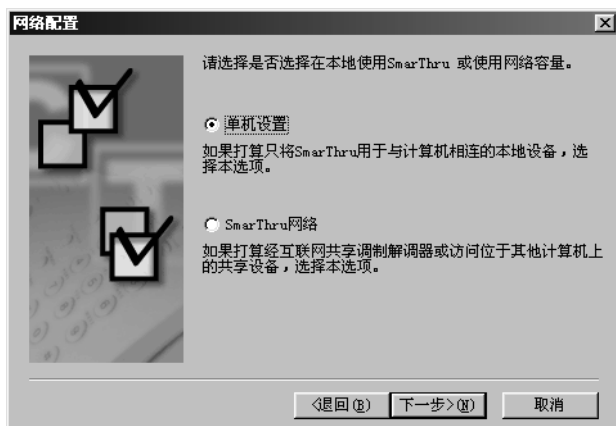 网络配置
请选择是否选择在本地使用SmarThru 或使用网络容量。
单机设置
如果打算只将SmarThru用于与计算机相连的本地设备，选
择本选项。
SmarThru网络
如果打算经互联网共享调制解调器或访问位于其他计算机上
的共享设备，选择本选项。
<退回(B) 下一步>(N) 取消